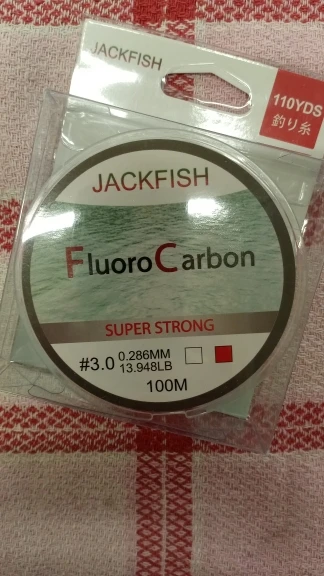 JACKFISH
110YDS
釣り糸
JACKFISH
FluoroCarbon
SUPER STRONG
#3.0 0.286MM
13.948LB
100M